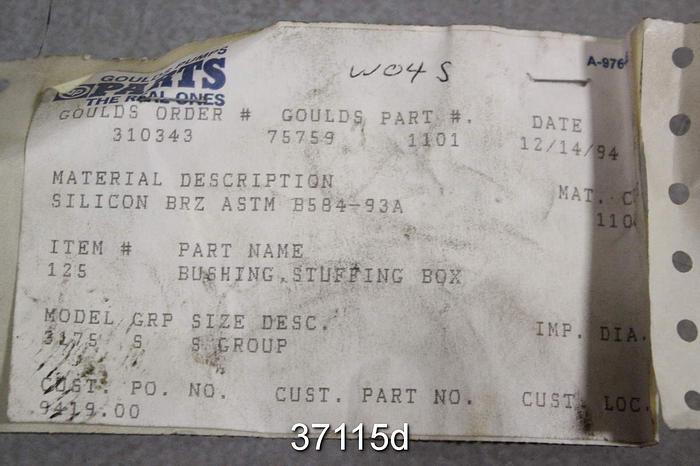 GOULDS PUMPS
PARTS
THE REAL ONES
W04S
A-976
GOULDS ORDER # GOULDS PART #. DATE
310343 75759 1101 12/14/94
MATERIAL DESCRIPTION MAT. C
SILICON BRZ ASTM B584-93A 110
ITEM # PART NAME
125 BUSHING,STUFFING BOX
MODEL GRP SIZE DESC. IMP. DIA.
3175 S S GROUP
CUST. PO. NO. CUST. PART NO. CUST LOC.
9419.00
37115d